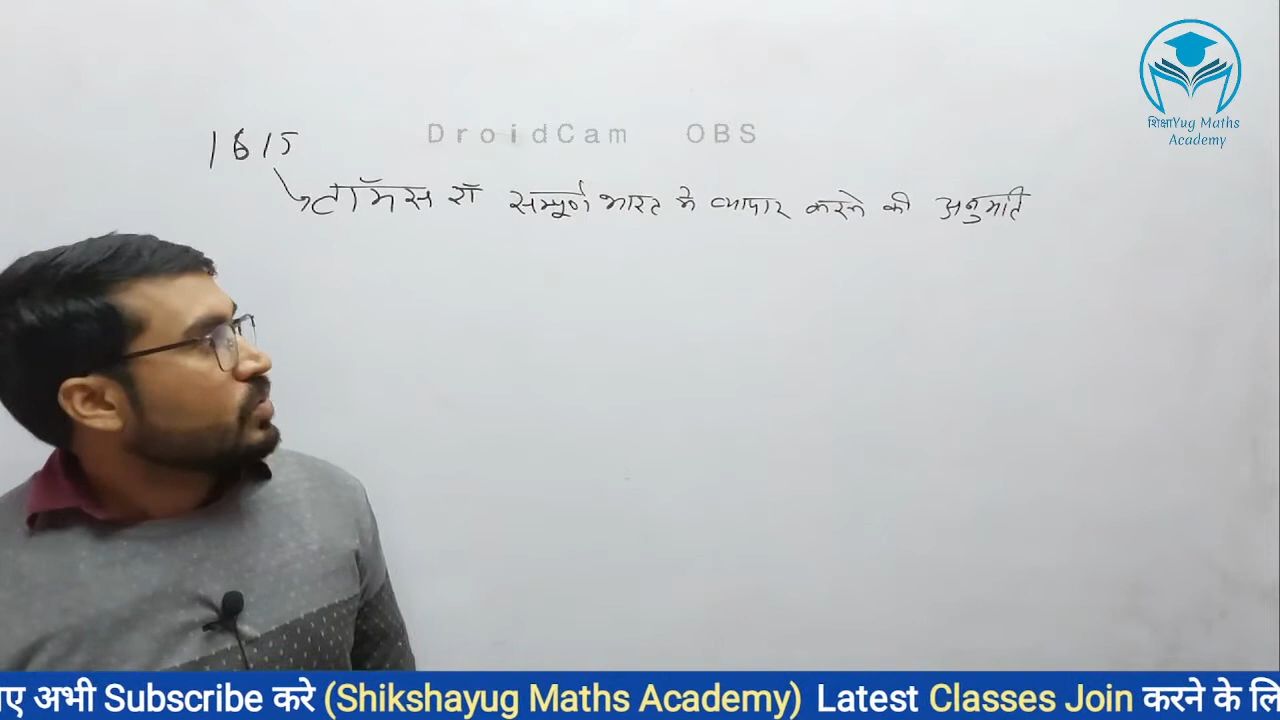 शिक्षाYug Maths
Academy
DroidCam OBS
1615
टॉमस रॉ सम्पूर्ण भारत मे व्यापार करने की अनुमति
ए अभी Subscribe करे (Shikshayug Maths Academy) Latest Classes Join करने के लि